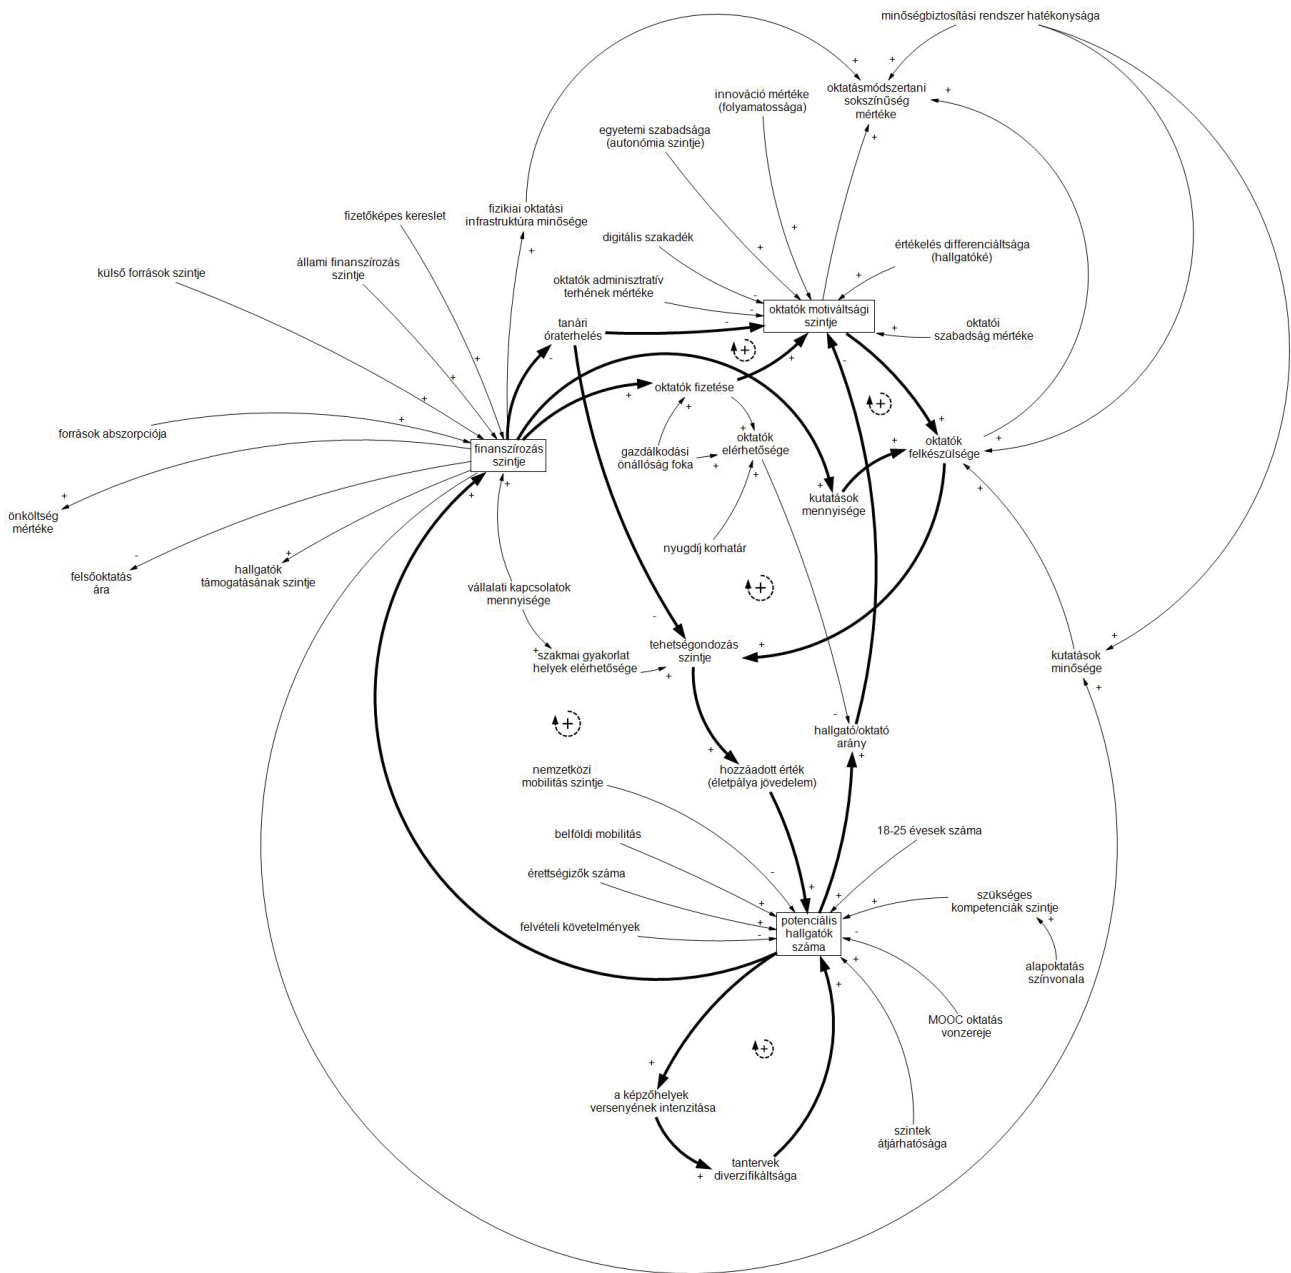 minőségbiztosítási rendszer hatékonysága
oktatásmódszertani
sokszínűség
mértéke
innováció mértéke
(folyamatossága)
egyetemi szabadsága
(autonómia szintje)
fizikiai oktatási
infrastruktúra minősége
fizetőképes kereslet
digitális szakadék
értékelés differenciáltsága
(hallgatóké)
állami finanszírozás
szintje
külső források szintje
oktatók adminisztratív
terhének mértéke
oktatók motiváltsági
szintje
tanári
óraterhelés
oktatói
szabadság mértéke
oktatók fizetése
források abszorpciója
finanszírozás
szintje
gazdálkodási
önállóság foka
oktatók
elérhetősége
oktatók
felkészülsége
kutatások
mennyisége
önköltség
mértéke
nyugdíj korhatár
felsőoktatás
ára
hallgatók
támogatásának szintje
vállalati kapcsolatok
mennyisége
tehetségondozás
szintje
szakmai gyakorlat
helyek elérhetősége
kutatások
minősége
hallgató/oktató
arány
nemzetközi
mobilitás szintje
hozzáadott érték
(életpálya jövedelem)
belföldi mobilitás
18-25 évesek száma
érettségizők száma
szükséges
kompetenciák szintje
felvételi követelmények
potenciális
hallgatók
száma
alapoktatás
színvonala
MOOC oktatás
vonzereje
a képzőhelyek
versenyének intenzitása
szintek
átjárhatósága
tantervek
diverzifikáltsága